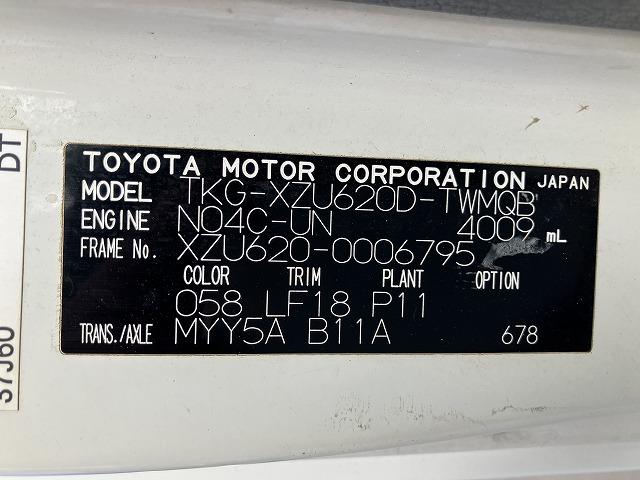 TOYOTA MOTOR CORPORATION JAPAN
MODEL TKG-XZU620D-TWMQB
ENGINE N04C-UN 4009 mL
FRAME No. XZU620-0006795
COLOR TRIM PLANT OPTION
058 LF18 P11
TRANS./AXLE MYY5A B11A 678
DT